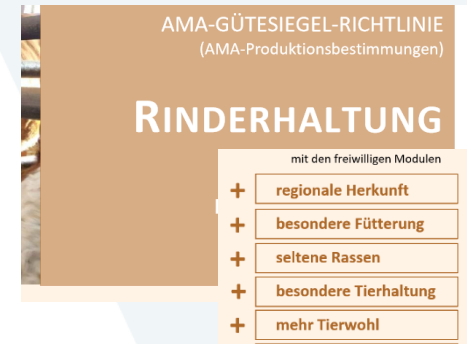 AMA-GÜTESIEGEL-RICHTLINIE
(AMA-Produktionsbestimmungen)
RINDERHALTUNG
mit den freiwilligen Modulen
+ regionale Herkunft
+ besondere Fütterung
+ seltene Rassen
+ besondere Tierhaltung
+ mehr Tierwohl